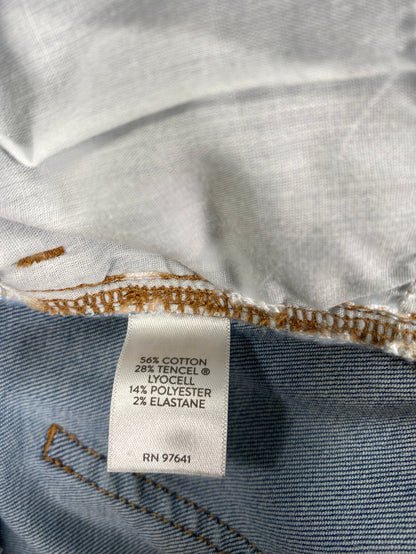 56% COTTON
28% TENCEL ®
LYOCELL
14% POLYESTER
2% ELASTANE
RN 97641